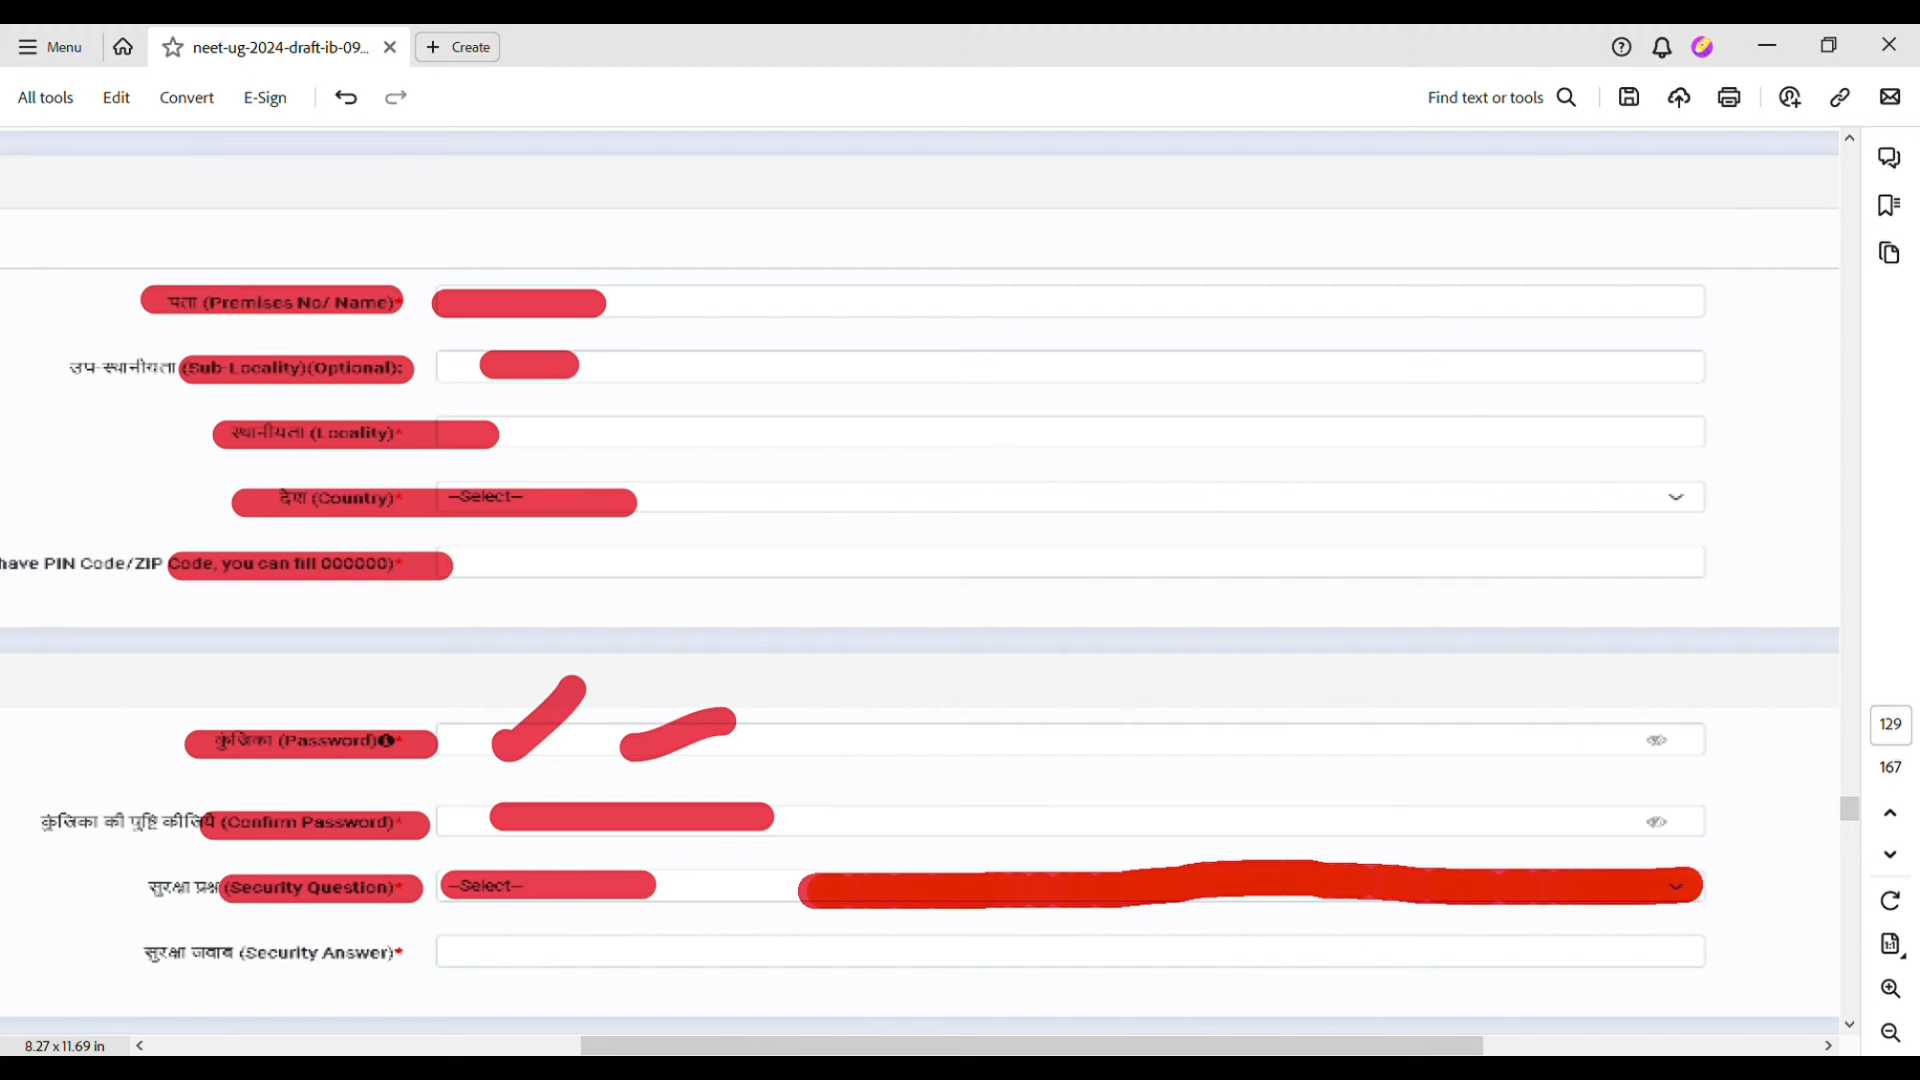 Menu
neet-ug-2024-draft-ib-09...
Create
All tools
Edit
Convert
E-Sign
Find text or tools
पता (Premises No/ Name)*
उप-स्थानीयता (Sub-Locality)(Optional):
स्थानीयता (Locality)*
देश (Country)* --Select--
have PIN Code/ZIP Code, you can fill 000000)*
कुंजिका (Password)*
कुंजिका की पुष्टि कीजिये (Confirm Password)*
सुरक्षा प्रश्न (Security Question)* --Select--
सुरक्षा जवाब (Security Answer)*
129
167
8.27 x 11.69 in